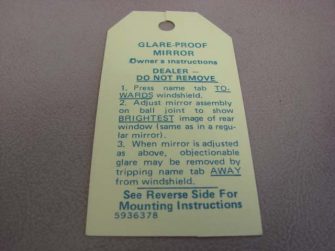 GLARE-PROOF
MIRROR
Owner's Instructions
DEALER —
DO NOT REMOVE
1. Press name tab TO-
WARDS windshield.
2. Adjust mirror assembly
on ball joint to show
BRIGHTEST image of rear
window (same as in a regu-
lar mirror).
3. When mirror is adjusted
as above, objectionable
glare may be removed by
tripping name tab AWAY
from windshield.
See Reverse Side For
Mounting Instructions
5936378